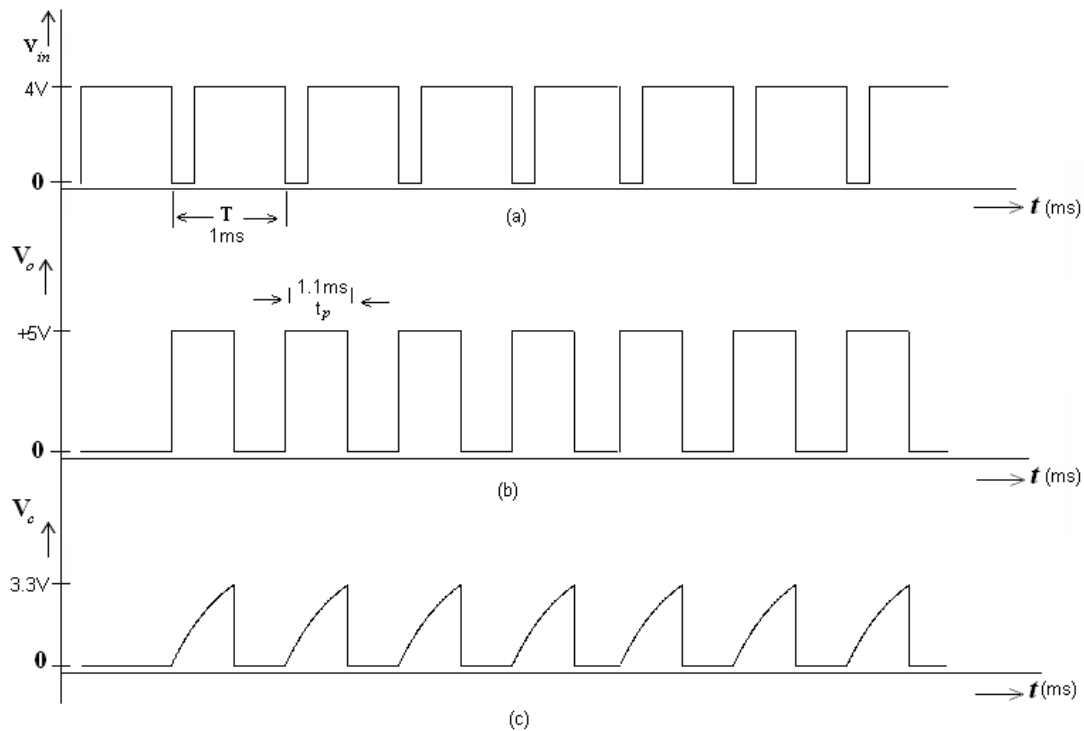 V_in
4V
0
T
1ms
(a)
t (ms)
V_o
1.1ms
t_p
+5V
0
(b)
t (ms)
V_c
3.3V
0
t (ms)
(c)